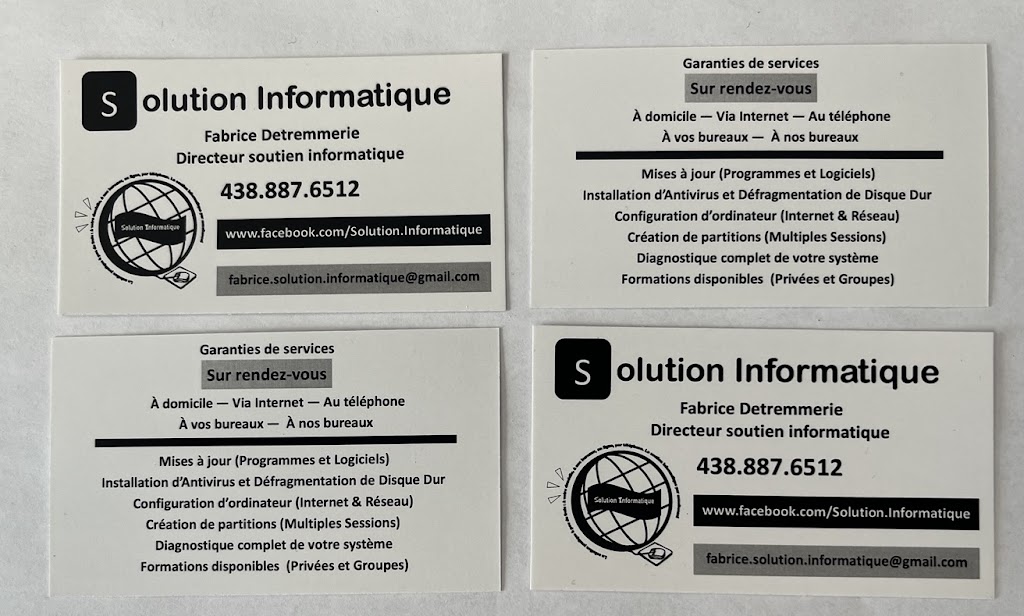 Solution Informatique
Fabrice Detremmerie
Directeur soutien informatique
438.887.6512
Solution Informatique
www.facebook.com/Solution.Informatique
fabrice.solution.informatique@gmail.com
Garanties de services
Sur rendez-vous
À domicile — Via Internet — Au téléphone
À vos bureaux — À nos bureaux
Mises à jour (Programmes et Logiciels)
Installation d'Antivirus et Défragmentation de Disque Dur
Configuration d'ordinateur (Internet & Réseau)
Création de partitions (Multiples Sessions)
Diagnostique complet de votre système
Formations disponibles (Privées et Groupes)
Garanties de services
Sur rendez-vous
À domicile — Via Internet — Au téléphone
À vos bureaux — À nos bureaux
Mises à jour (Programmes et Logiciels)
Installation d'Antivirus et Défragmentation de Disque Dur
Configuration d'ordinateur (Internet & Réseau)
Création de partitions (Multiples Sessions)
Diagnostique complet de votre système
Formations disponibles (Privées et Groupes)
Solution Informatique
Fabrice Detremmerie
Directeur soutien informatique
438.887.6512
Solution Informatique
www.facebook.com/Solution.Informatique
fabrice.solution.informatique@gmail.com